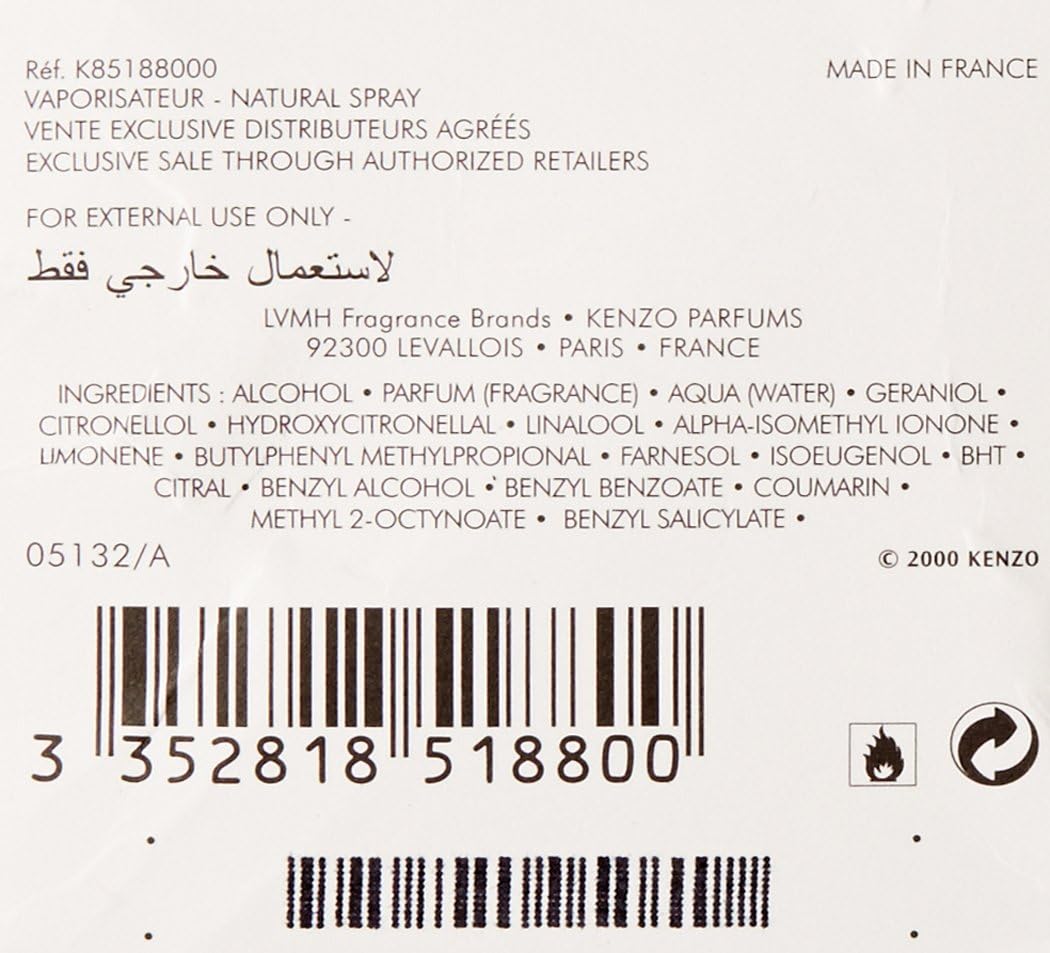 Réf. K85188000
MADE IN FRANCE
VAPORISATEUR - NATURAL SPRAY
VENTE EXCLUSIVE DISTRIBUTEURS AGRÉÉS
EXCLUSIVE SALE THROUGH AUTHORIZED RETAILERS
FOR EXTERNAL USE ONLY -
لاستعمال خارجي فقط
LVMH Fragrance Brands • KENZO PARFUMS
92300 LEVALLOIS • PARIS • FRANCE
INGREDIENTS : ALCOHOL • PARFUM (FRAGRANCE) • AQUA (WATER) • GERANIOL •
CITRONELLOL • HYDROXYCITRONELLAL • LINALOOL • ALPHA-ISOMETHYL IONONE •
LIMONENE • BUTYLPHENYL METHYLPROPIONAL • FARNESOL • ISOEUGENOL • BHT •
CITRAL • BENZYL ALCOHOL • BENZYL BENZOATE • COUMARIN •
METHYL 2-OCTYNOATE • BENZYL SALICYLATE •
05132/A
© 2000 KENZO
3 352818 518800